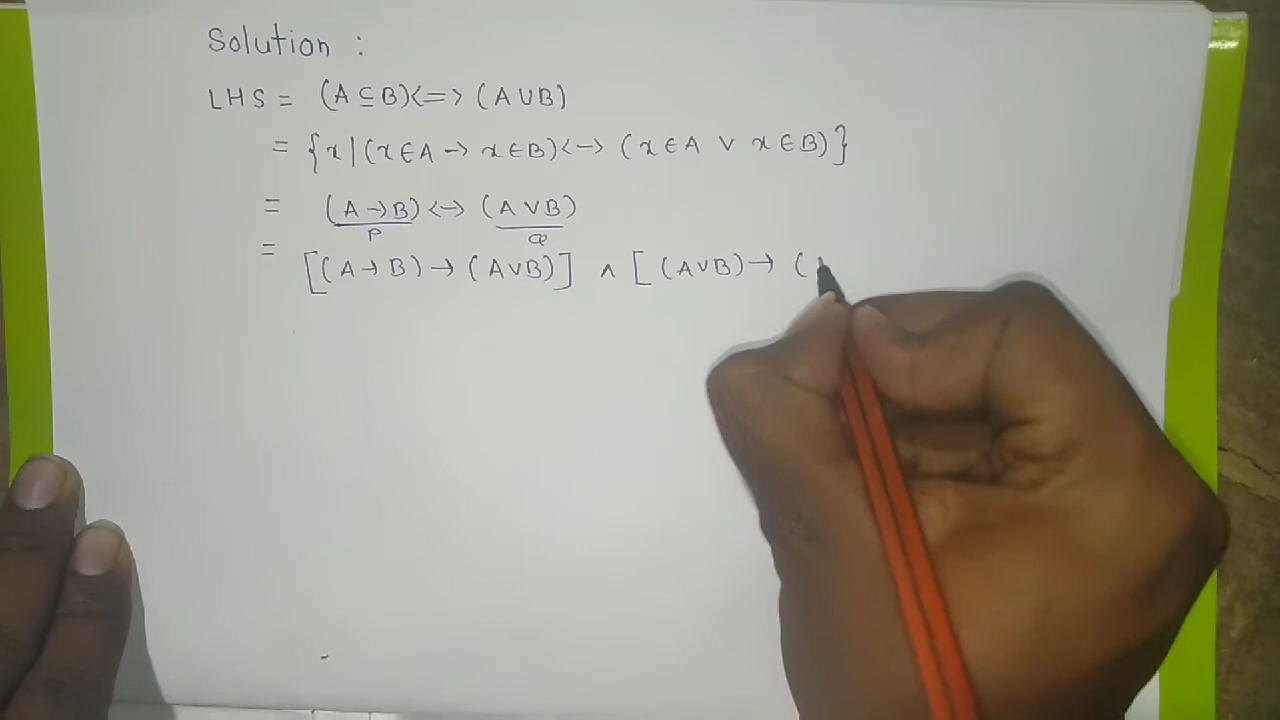 Solution :
LHS = (A ⊆ B) <=> (A ∪ B)
= {x | (x ∈ A → x ∈ B) <-> (x ∈ A ∨ x ∈ B)}
= (A → B) <-> (A ∨ B)
P Q
= [(A → B) → (A ∨ B)] ∧ [(A ∨ B) → (